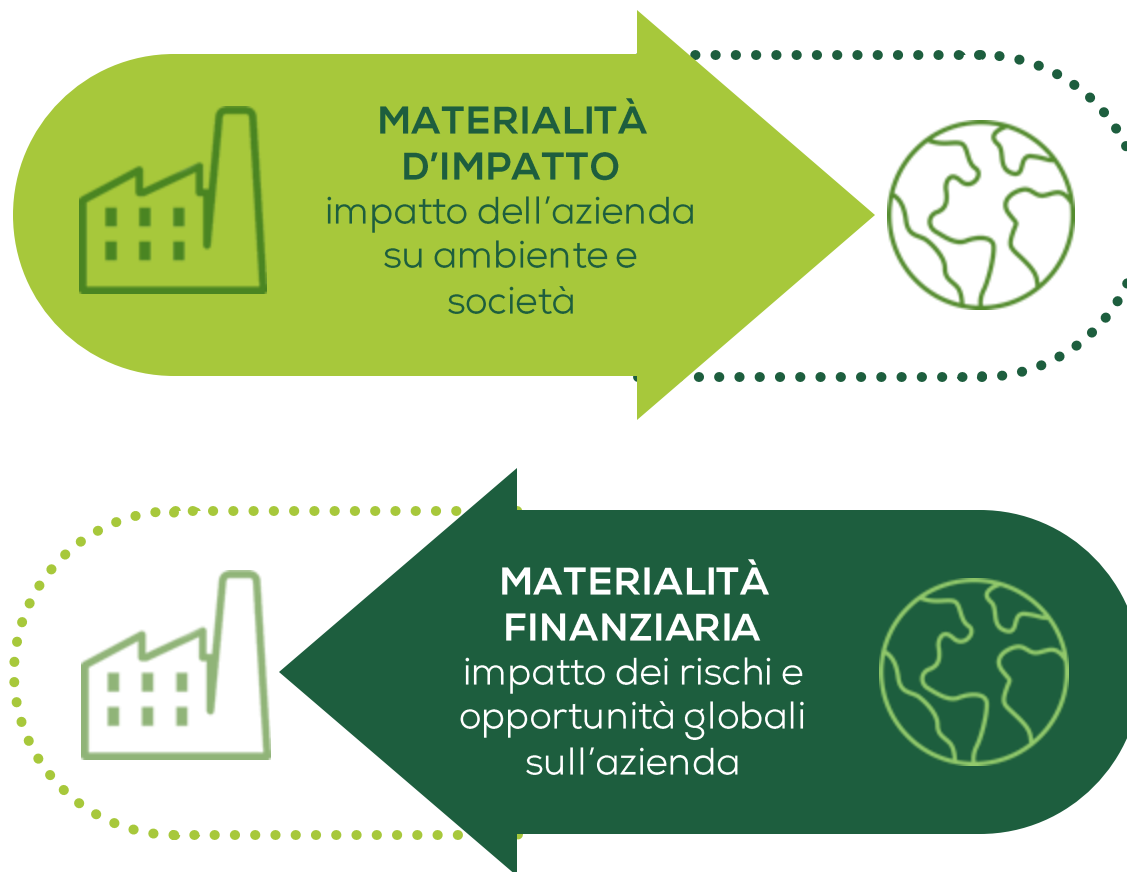 MATERIALITÀ
D’IMPATTO
impatto dell’azienda
su ambiente e
società
MATERIALITÀ
FINANZIARIA
impatto dei rischi e
opportunità globali
sull’azienda